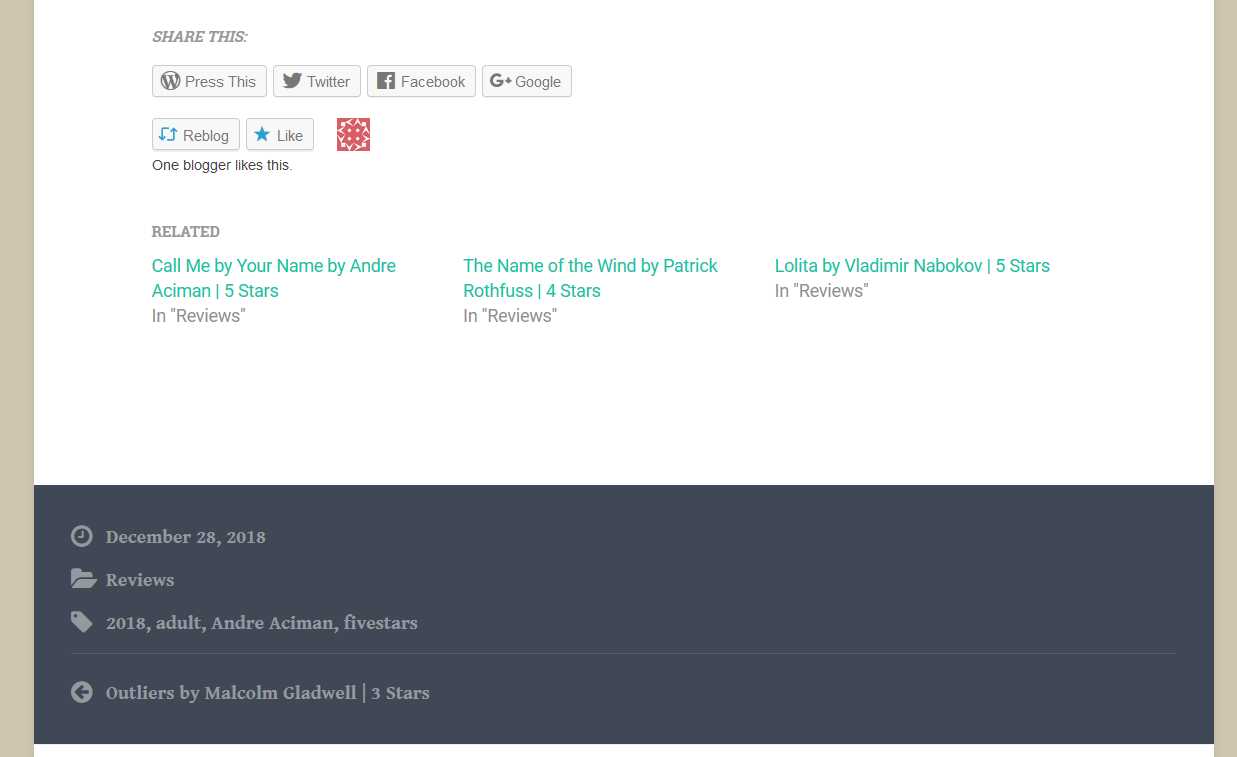 SHARE THIS:
Press This Twitter Facebook Google
Reblog Like
One blogger likes this.
RELATED
Call Me by Your Name by Andre
Aciman | 5 Stars
In "Reviews"
The Name of the Wind by Patrick
Rothfuss | 4 Stars
In "Reviews"
Lolita by Vladimir Nabokov | 5 Stars
In "Reviews"
December 28, 2018
Reviews
2018, adult, Andre Aciman, fivestars
Outliers by Malcolm Gladwell | 3 Stars